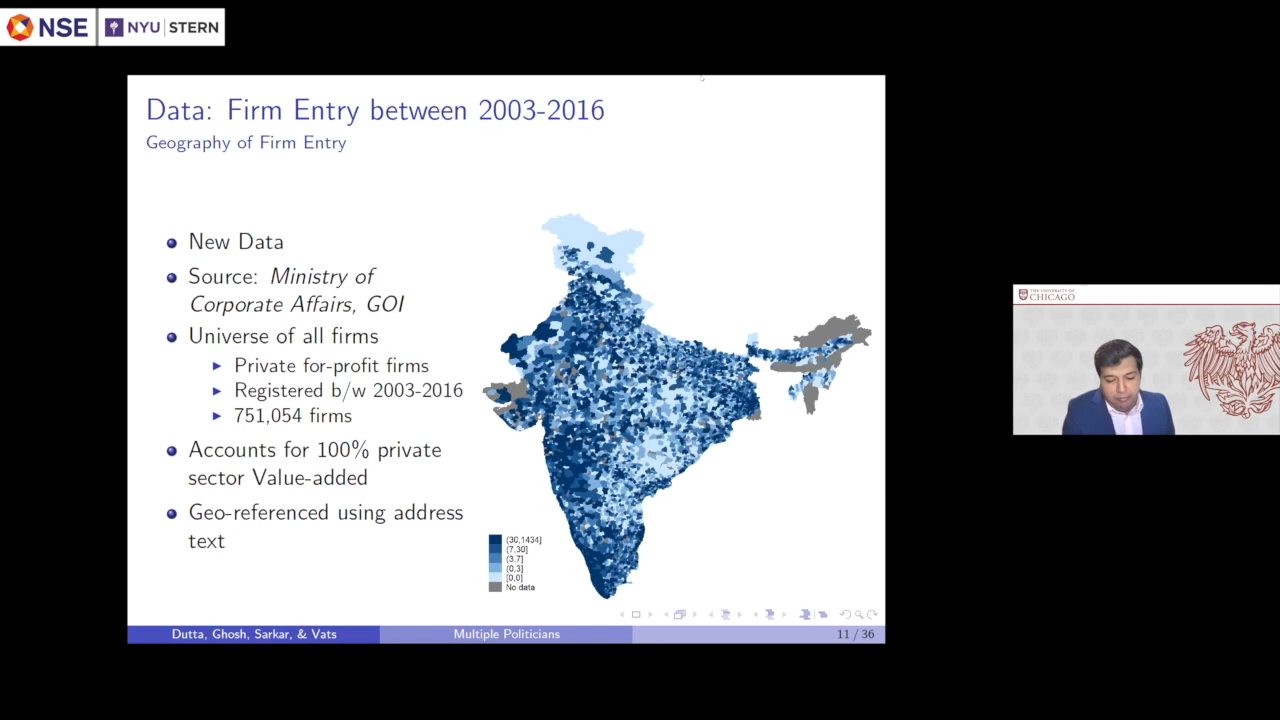 NSE NYU STERN
Data: Firm Entry between 2003-2016
Geography of Firm Entry
New Data
Source: Ministry of
Corporate Affairs, GOI
Universe of all firms
Private for-profit firms
Registered b/w 2003-2016
751,054 firms
Accounts for 100% private
sector Value-added
Geo-referenced using address
text
(30,1434]
(7,30]
(3,7]
(0,3]
[0,0]
No data
Dutta, Ghosh, Sarkar, & Vats Multiple Politicians 11 / 36
THE UNIVERSITY OF
CHICAGO